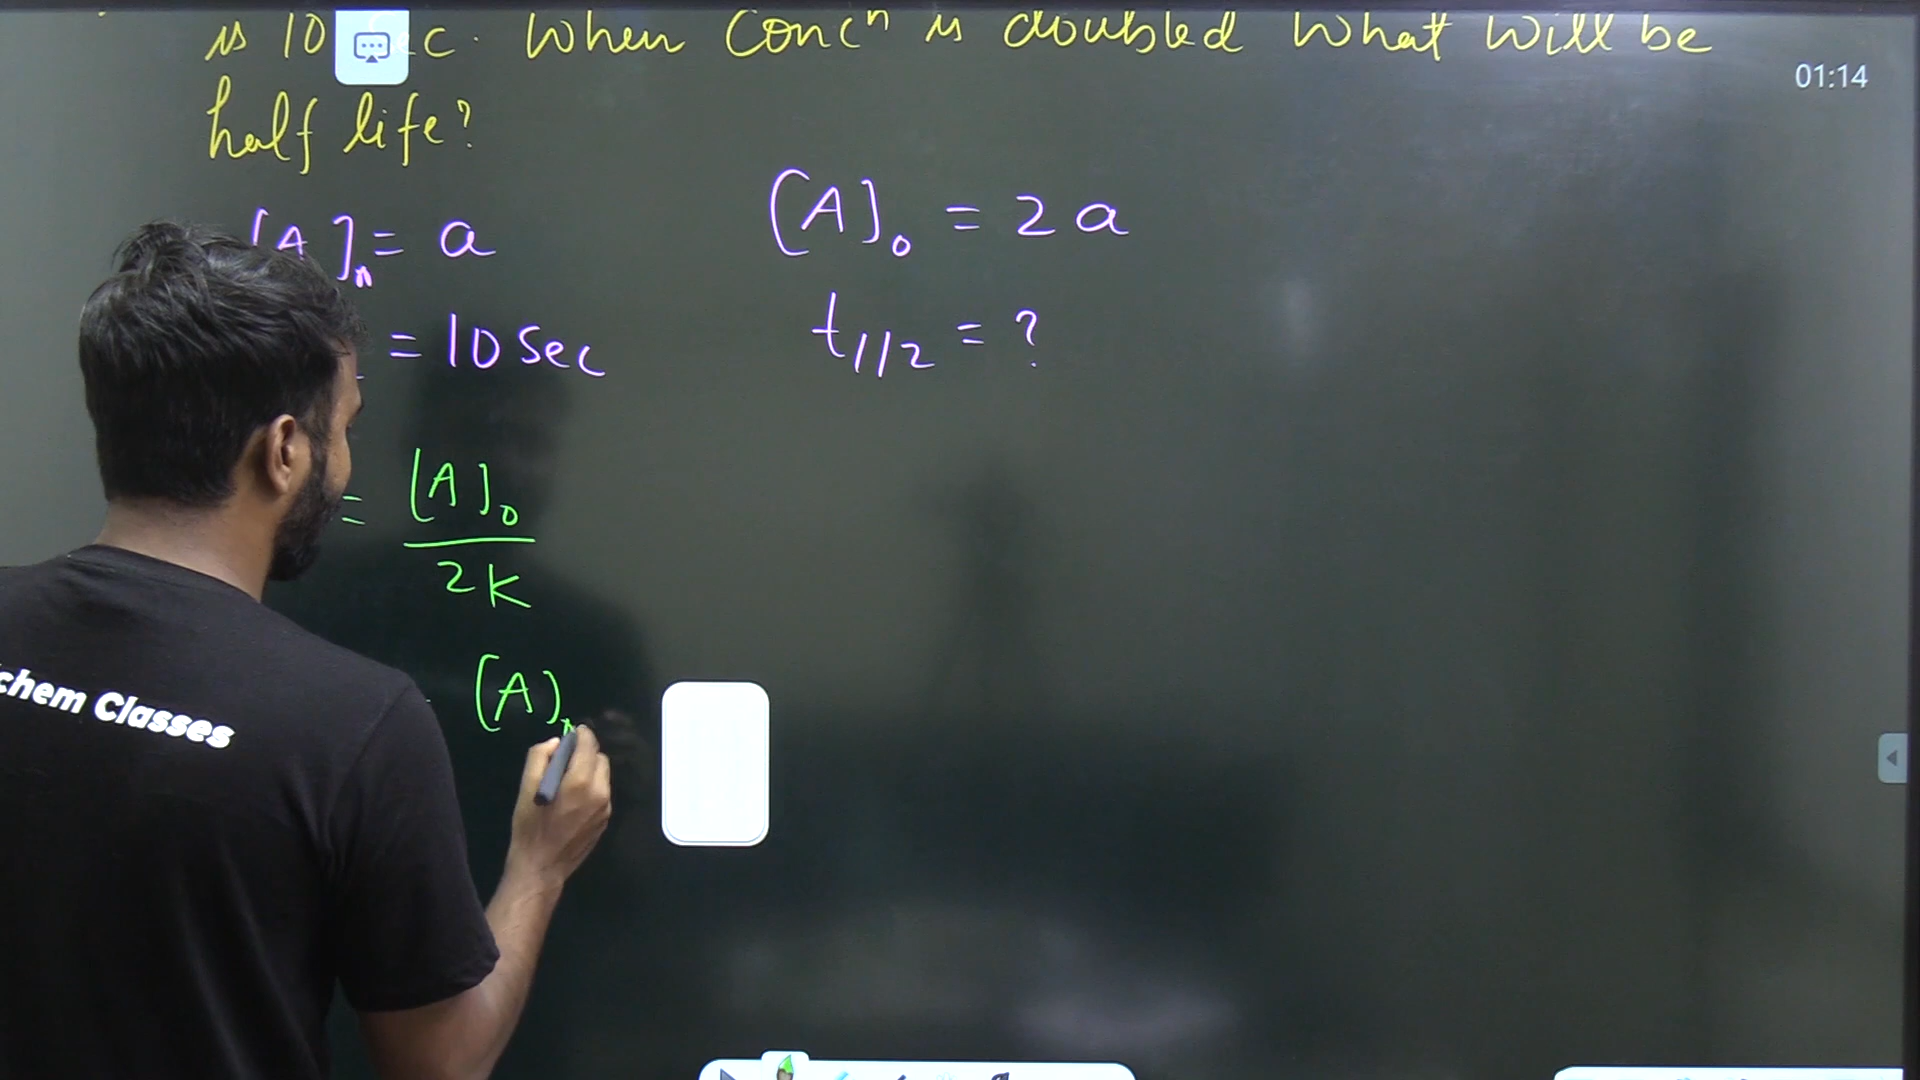 is 10 Sec. When Concⁿ is doubled What will be
half life?
01:14
[A]₀ = a
[A]₀ = 2a
= 10 Sec
t1/2 = ?
= [A]₀
2K
[A]
chem Classes